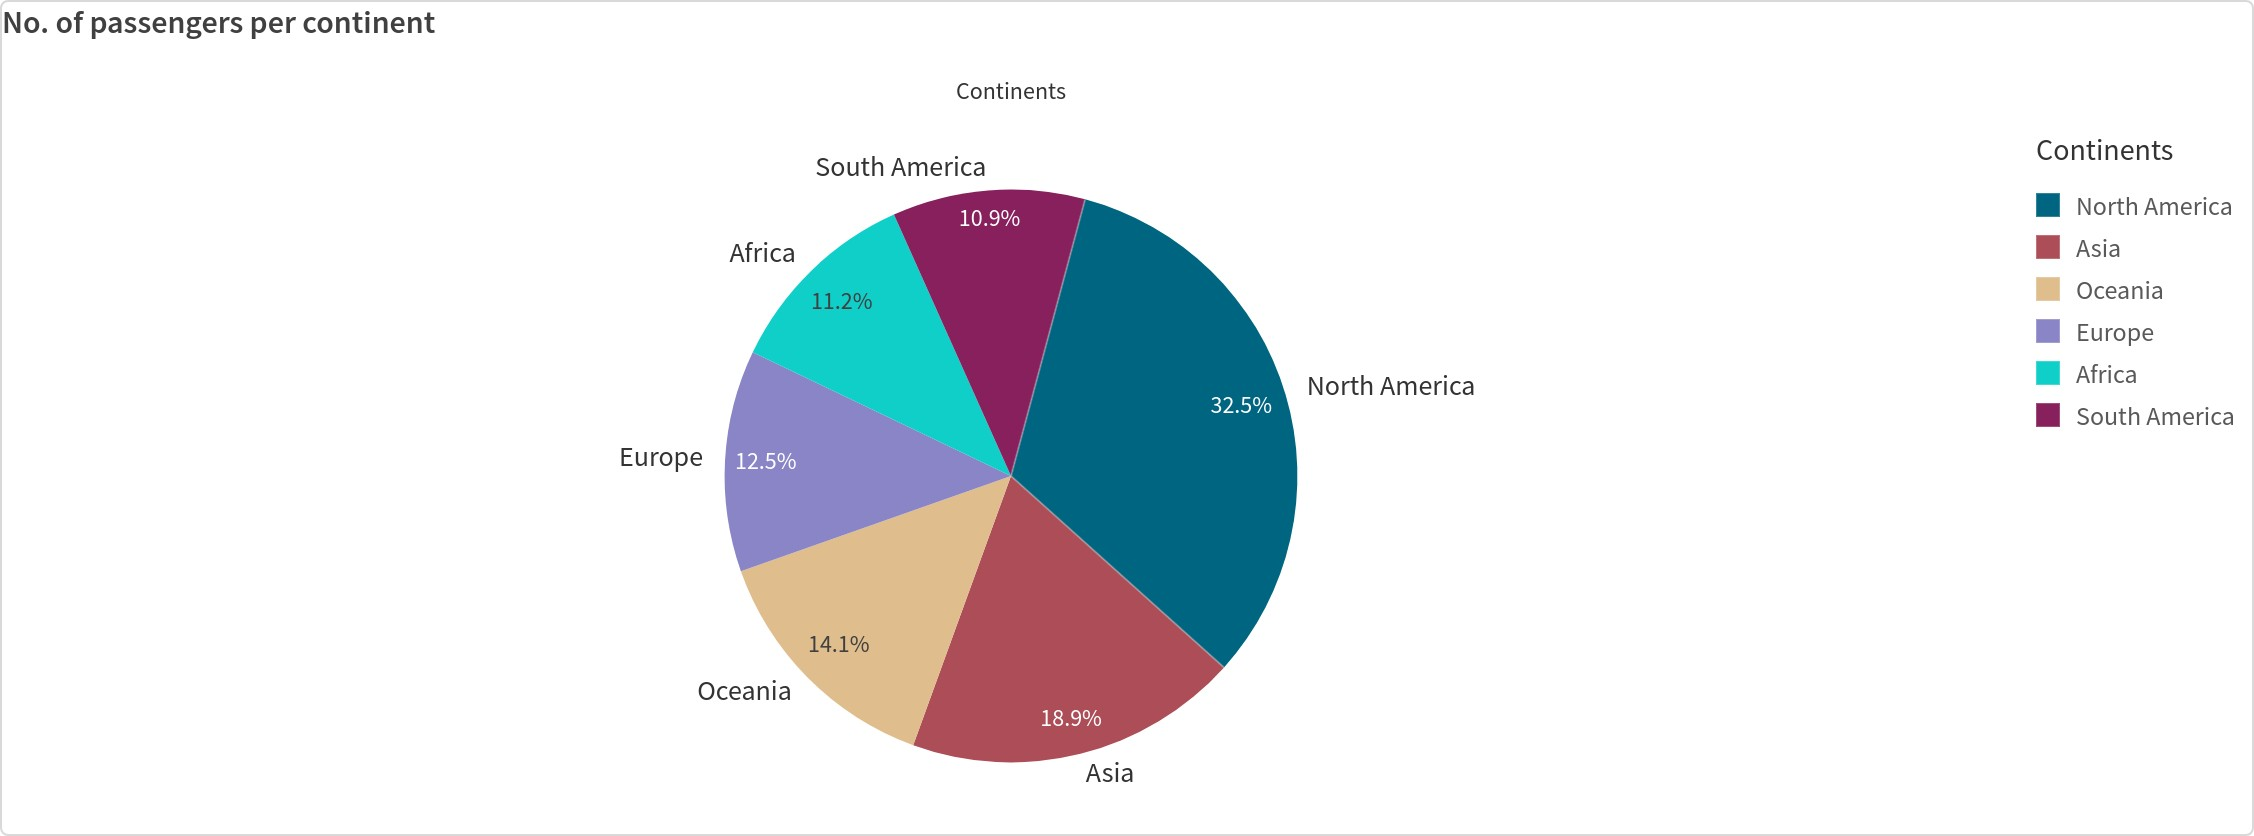 No. of passengers per continent
Continents
South America
10.9%
Africa
11.2%
North America
32.5%
Europe
12.5%
14.1%
Oceania
18.9%
Asia
Continents
North America
Asia
Oceania
Europe
Africa
South America